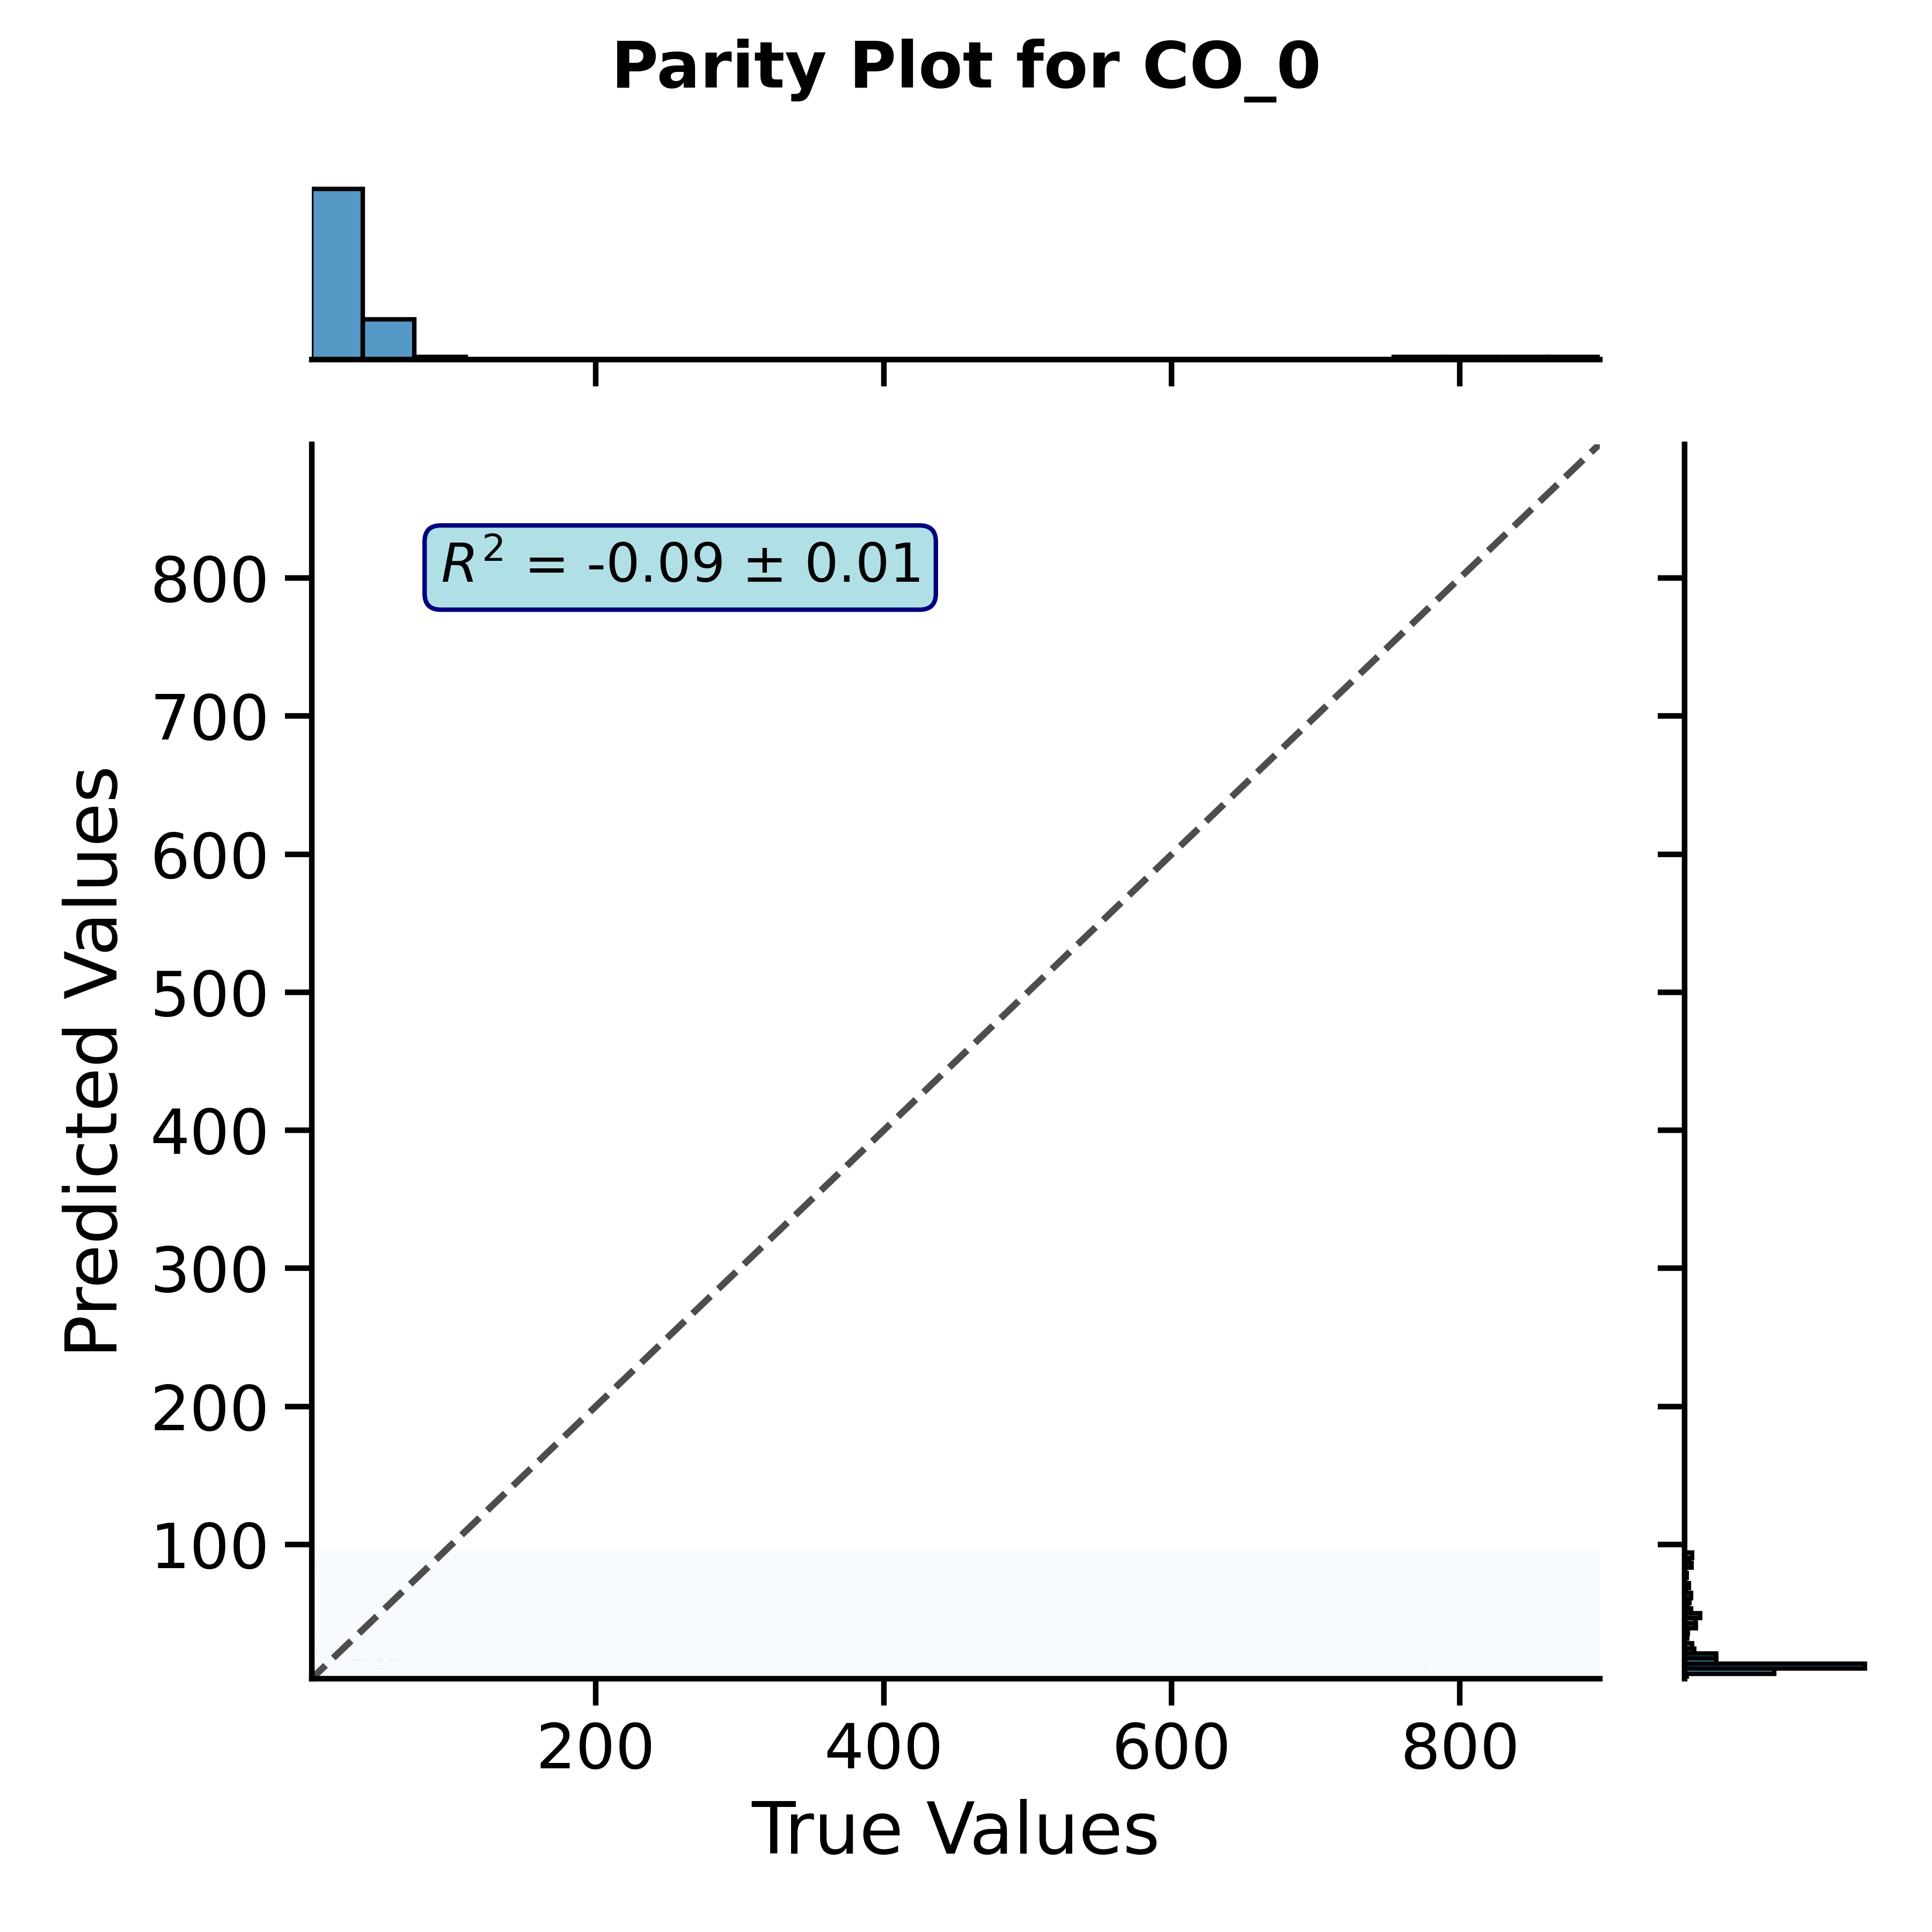 Parity Plot for CO_0
R² = -0.09 ± 0.01
Predicted Values
800
700
600
500
400
300
200
100
200 400 600 800
True Values